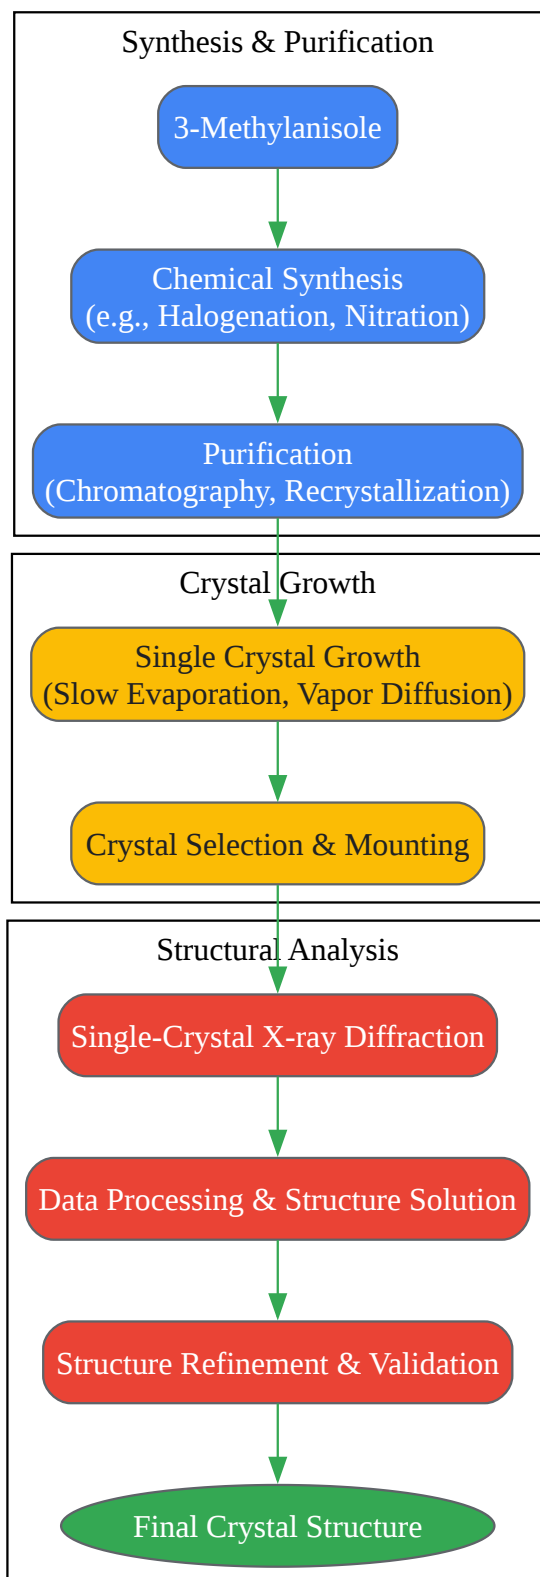 Synthesis & Purification
3-Methylanisole
Chemical Synthesis
(e.g., Halogenation, Nitration)
Purification
(Chromatography, Recrystallization)
Crystal Growth
Single Crystal Growth
(Slow Evaporation, Vapor Diffusion)
Crystal Selection & Mounting
Structural Analysis
Single-Crystal X-ray Diffraction
Data Processing & Structure Solution
Structure Refinement & Validation
Final Crystal Structure